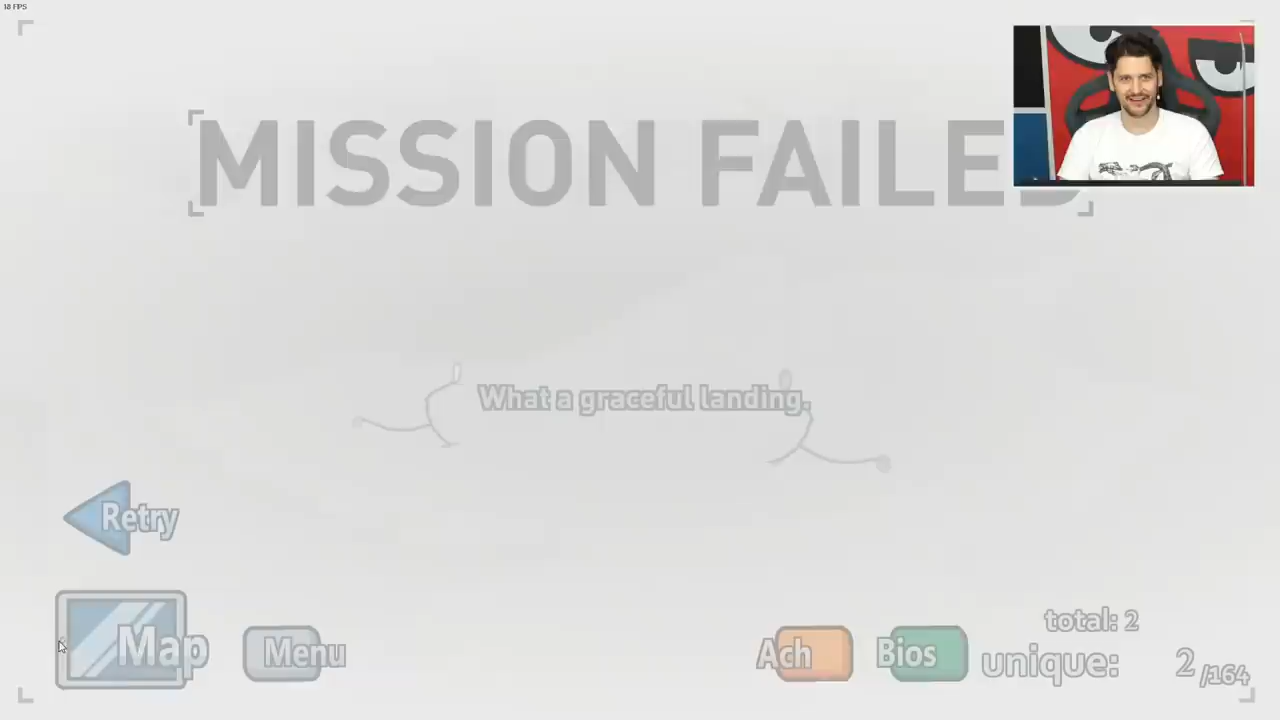 18 FPS
MISSION FAILED
What a graceful landing.
Retry
Map
Menu
Ach
Bios
total: 2
unique: 2/164